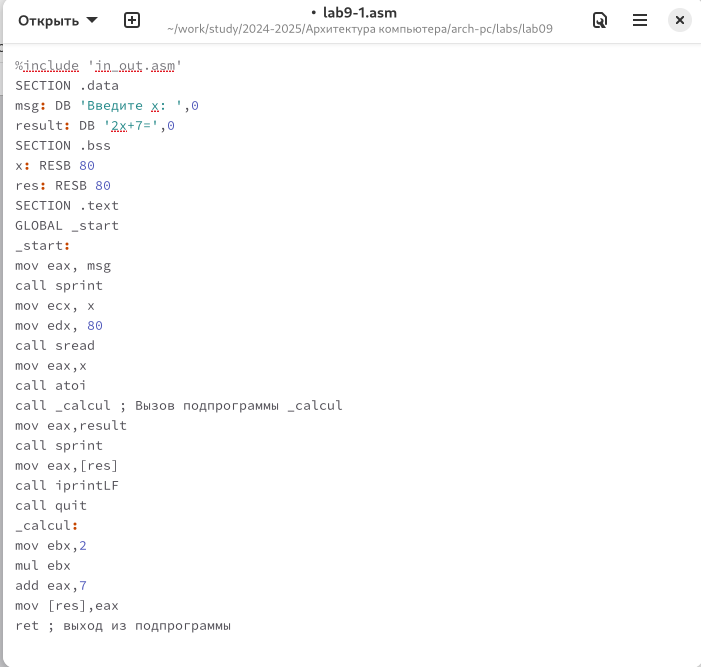 Открыть
• lab9-1.asm
~/work/study/2024-2025/Архитектура компьютера/arch-pc/labs/lab09
%include 'in_out.asm'
SECTION .data
msg: DB 'Введите x: ',0
result: DB '2x+7=',0
SECTION .bss
x: RESB 80
res: RESB 80
SECTION .text
GLOBAL _start
_start:
mov eax, msg
call sprint
mov ecx, x
mov edx, 80
call sread
mov eax,x
call atoi
call _calcul ; Вызов подпрограммы _calcul
mov eax,result
call sprint
mov eax,[res]
call iprintLF
call quit
_calcul:
mov ebx,2
mul ebx
add eax,7
mov [res],eax
ret ; выход из подпрограммы